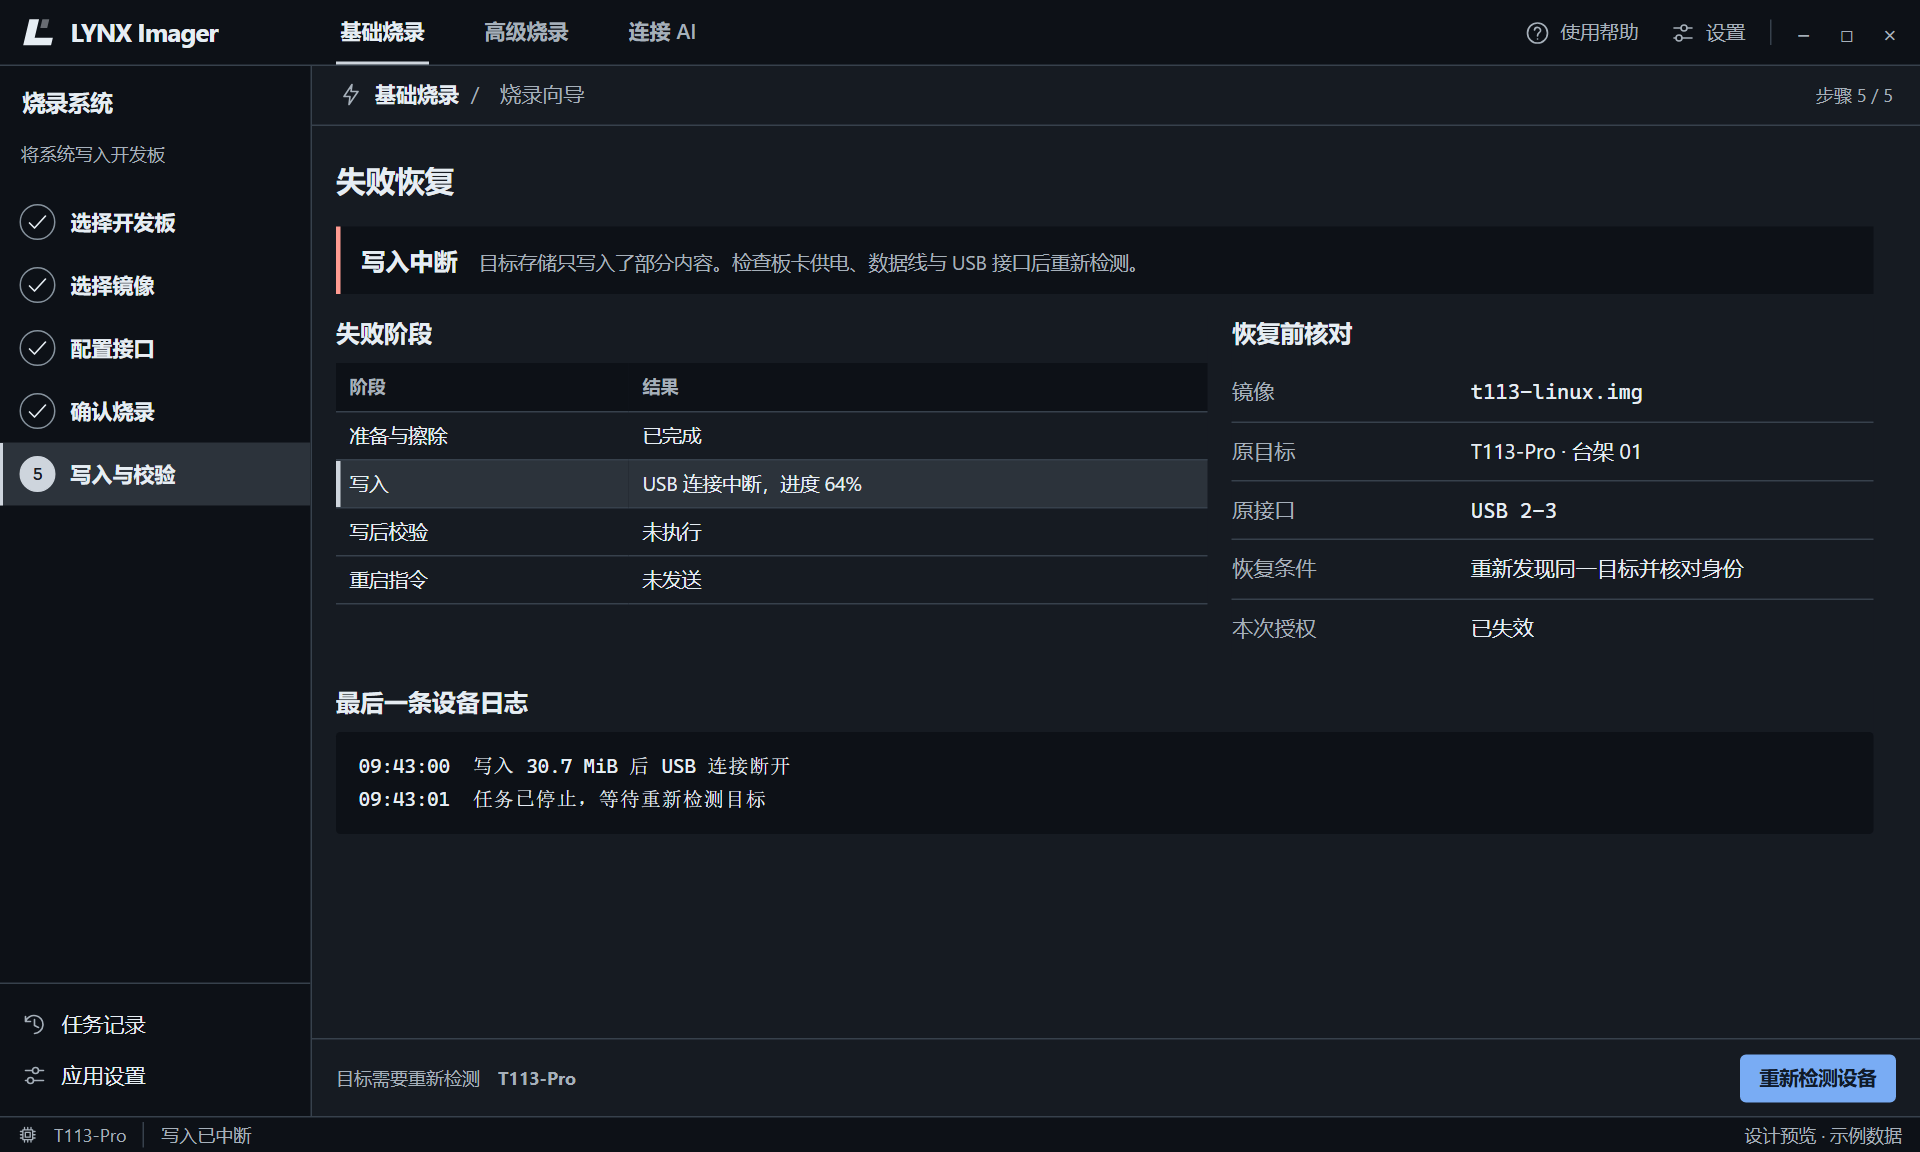 LYNX Imager
基础烧录
高级烧录
连接 AI
使用帮助
设置
烧录系统
将系统写入开发板
选择开发板
选择镜像
配置接口
确认烧录
5 写入与校验
任务记录
应用设置
基础烧录 / 烧录向导
步骤 5 / 5
失败恢复
写入中断 目标存储只写入了部分内容。检查板卡供电、数据线与 USB 接口后重新检测。
失败阶段
阶段 结果
准备与擦除 已完成
写入 USB 连接中断，进度 64%
写后校验 未执行
重启指令 未发送
恢复前核对
镜像 t113-linux.img
原目标 T113-Pro · 台架 01
原接口 USB 2-3
恢复条件 重新发现同一目标并核对身份
本次授权 已失效
最后一条设备日志
09:43:00 写入 30.7 MiB 后 USB 连接断开
09:43:01 任务已停止，等待重新检测目标
目标需要重新检测 T113-Pro
重新检测设备
T113-Pro 写入已中断
设计预览 · 示例数据